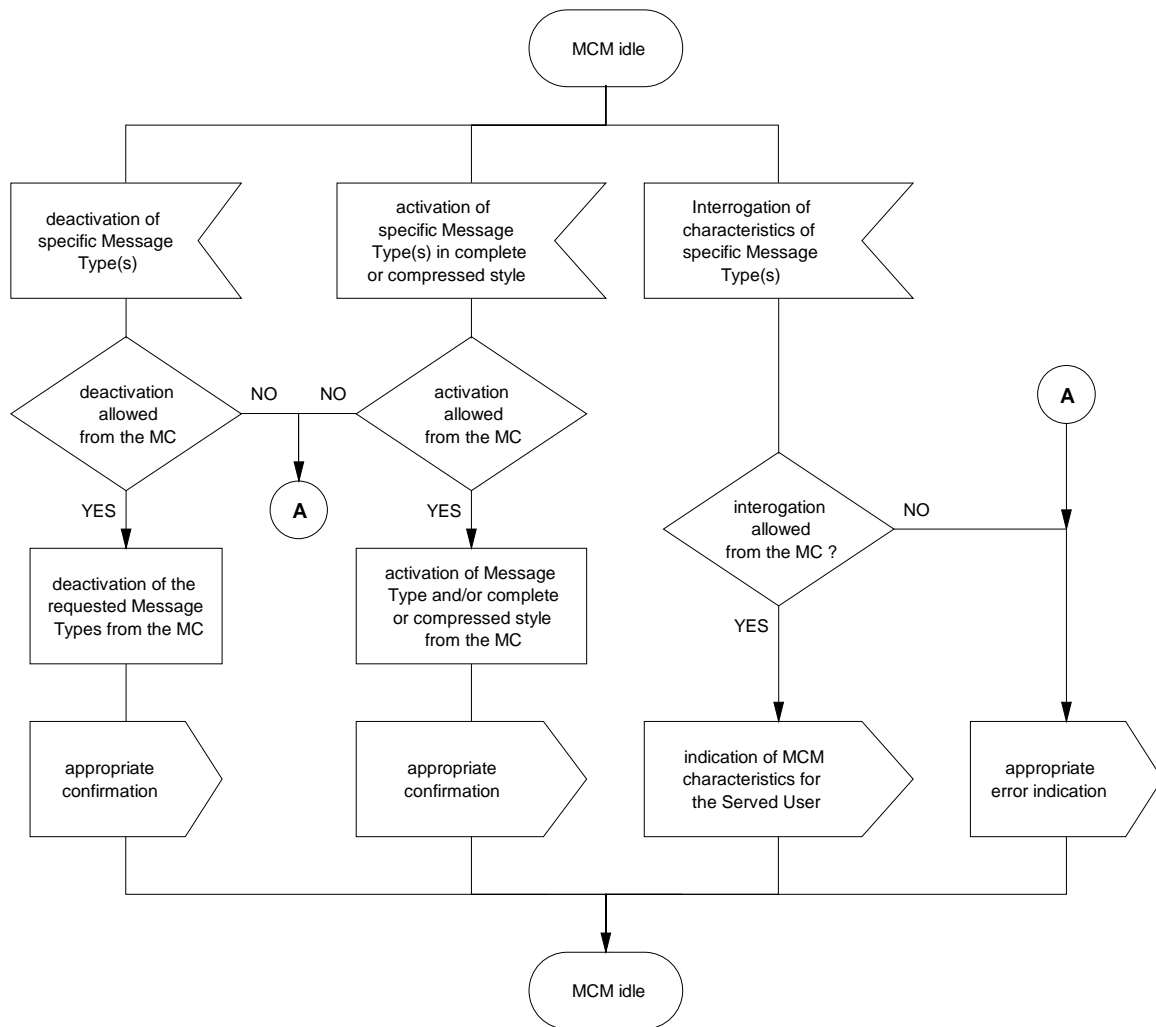 MCM idle
deactivation of
specific Message
Type(s)
activation of
specific Message
Type(s) in complete
or compressed style
Interrogation of
characteristics of
specific Message
Type(s)
deactivation
allowed
from the MC
NO
NO
activation
allowed
from the MC
A
YES
A
YES
interogation
allowed
from the MC ?
NO
YES
deactivation of the
requested Message
Types from the MC
activation of Message
Type and/or complete
or compressed style
from the MC
appropriate
confirmation
appropriate
confirmation
indication of MCM
characteristics for
the Served User
appropriate
error indication
MCM idle